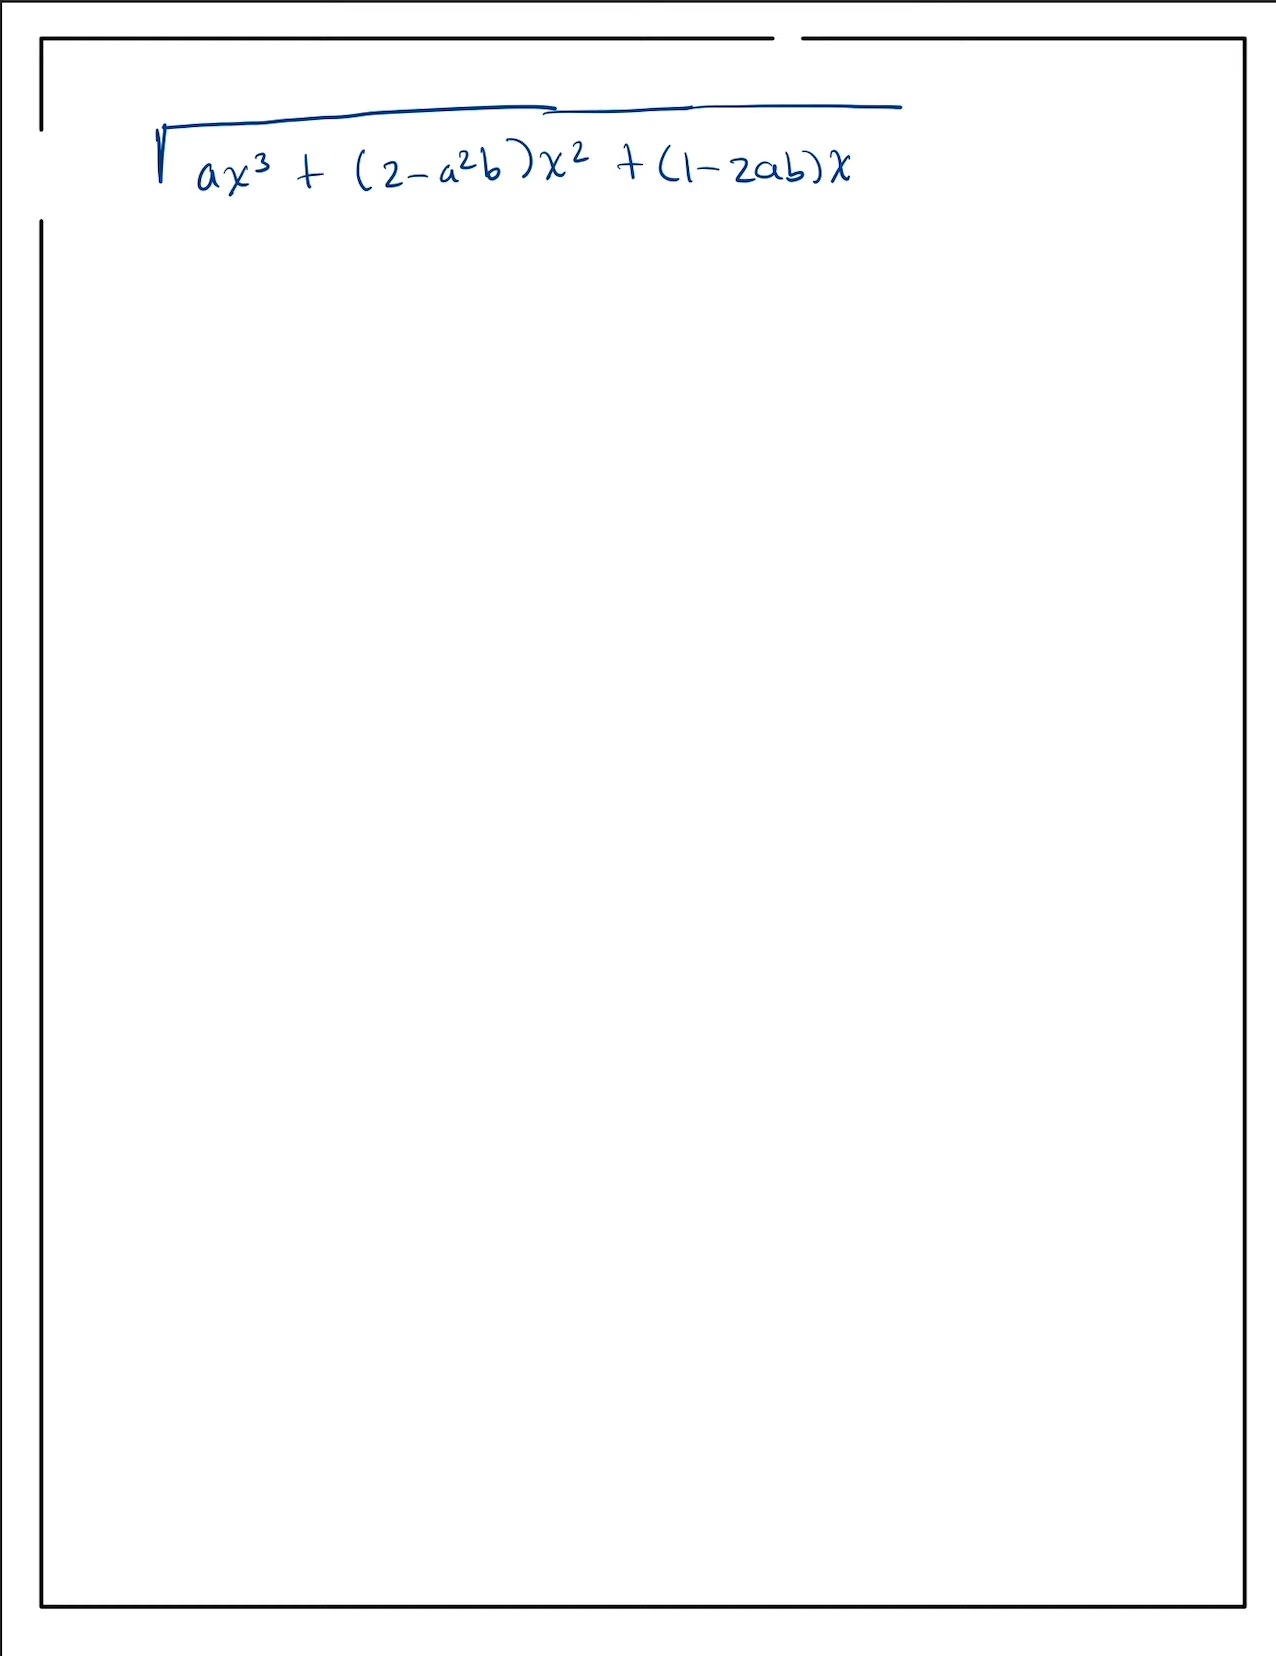 √(ax³ + (2-a²b)x² + (1-2ab)x)